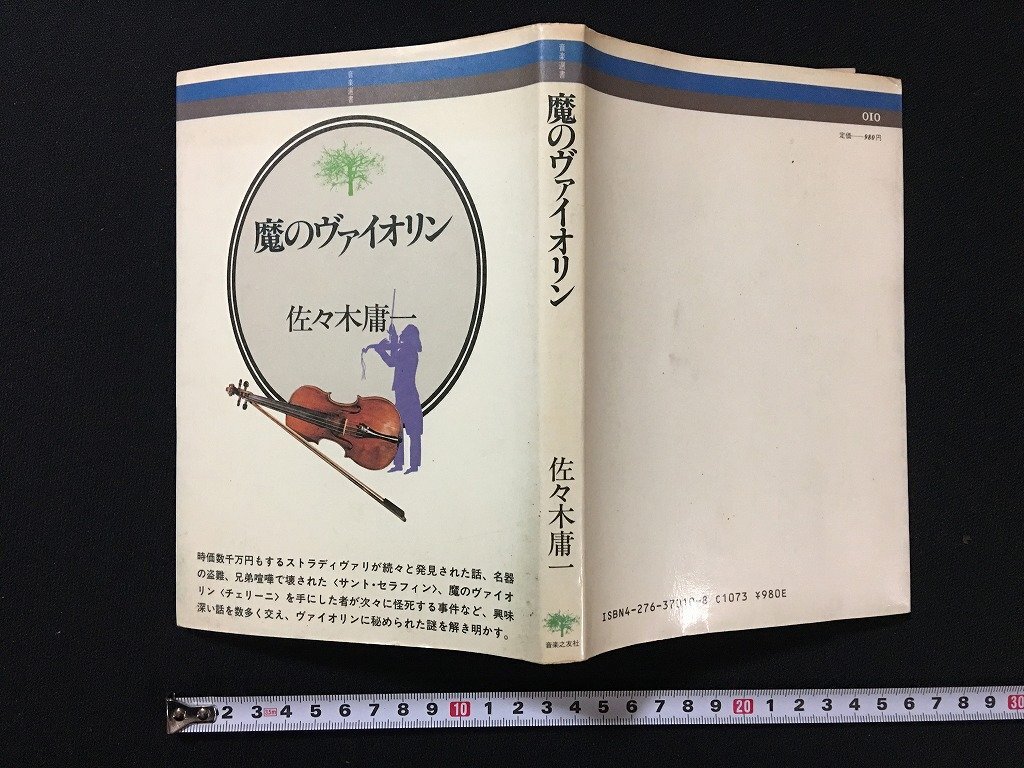 音楽選書
魔のヴァイオリン
佐々木庸一
時価数千万円もするストラディヴァリが続々と発見された話、名器
の盗難、兄弟喧嘩で壊された〈サント・セラフィン〉、魔のヴァイオ
リン〈チェリーニ〉を手にした者が次々に怪死する事件など、興味
深い話を数多く交え、ヴァイオリンに秘められた謎を解き明かす。
音楽選書
魔のヴァイオリン
佐々木庸一
音楽之友社
010
定価──980円
C1073 ¥980E
2 3 4 5 6 7 8 9 10 1 2 3 4 5 6 7 8 9 20 1 2 3 4 5 6 7 8 9 30